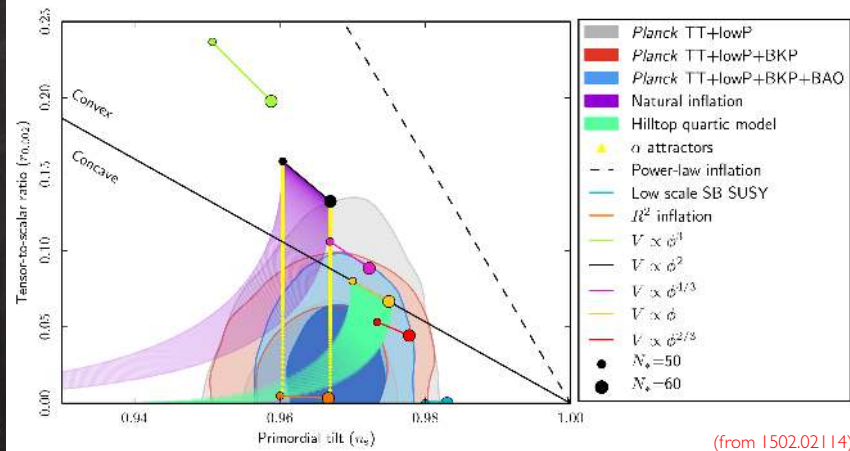 Tensor-to-scalar ratio (r0.002)
0.25
0.20
0.15
0.10
0.05
0.00
Convex
Concave
0.94
0.96
0.98
1.00
Primordial tilt (ns)
Planck TT+lowP
Planck TT+lowP+BKP
Planck TT+lowP+BKP+BAO
Natural inflation
Hilltop quartic model
α attractors
Power-law inflation
Low scale SB SUSY
R² inflation
V ∝ ϕ³
V ∝ ϕ²
V ∝ ϕ^4/3
V ∝ ϕ
V ∝ ϕ^2/3
N*=50
N*=60
(from 1502.02114)